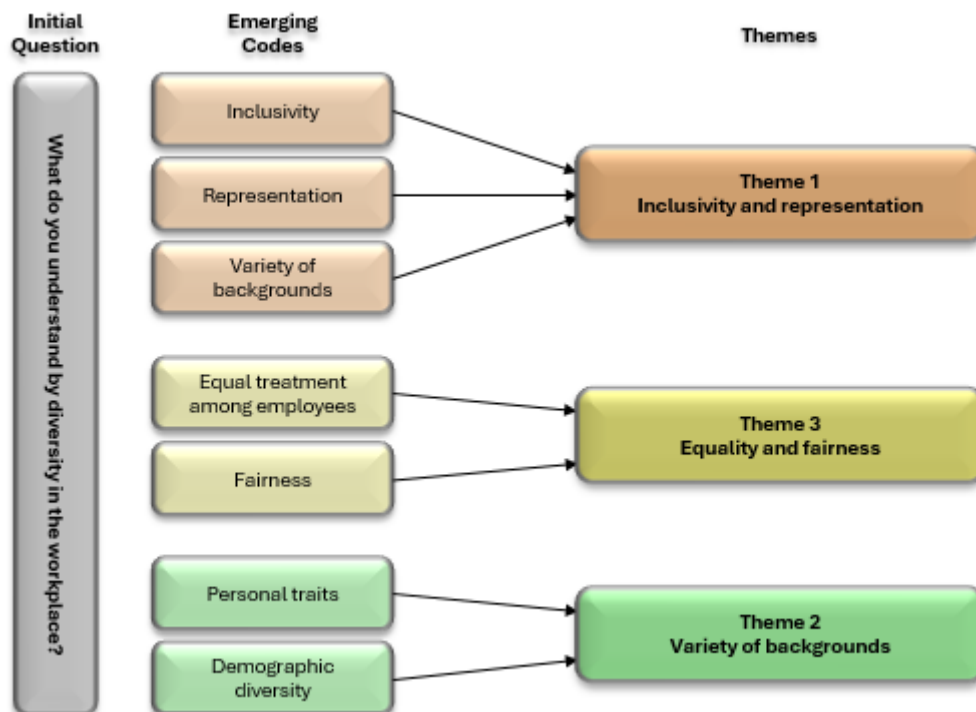 Initial
Question
Emerging
Codes
Themes
What do you understand by diversity in the workplace?
Inclusivity
Representation
Variety of
backgrounds
Theme 1
Inclusivity and representation
Equal treatment
among employees
Fairness
Theme 3
Equality and fairness
Personal traits
Demographic
diversity
Theme 2
Variety of backgrounds